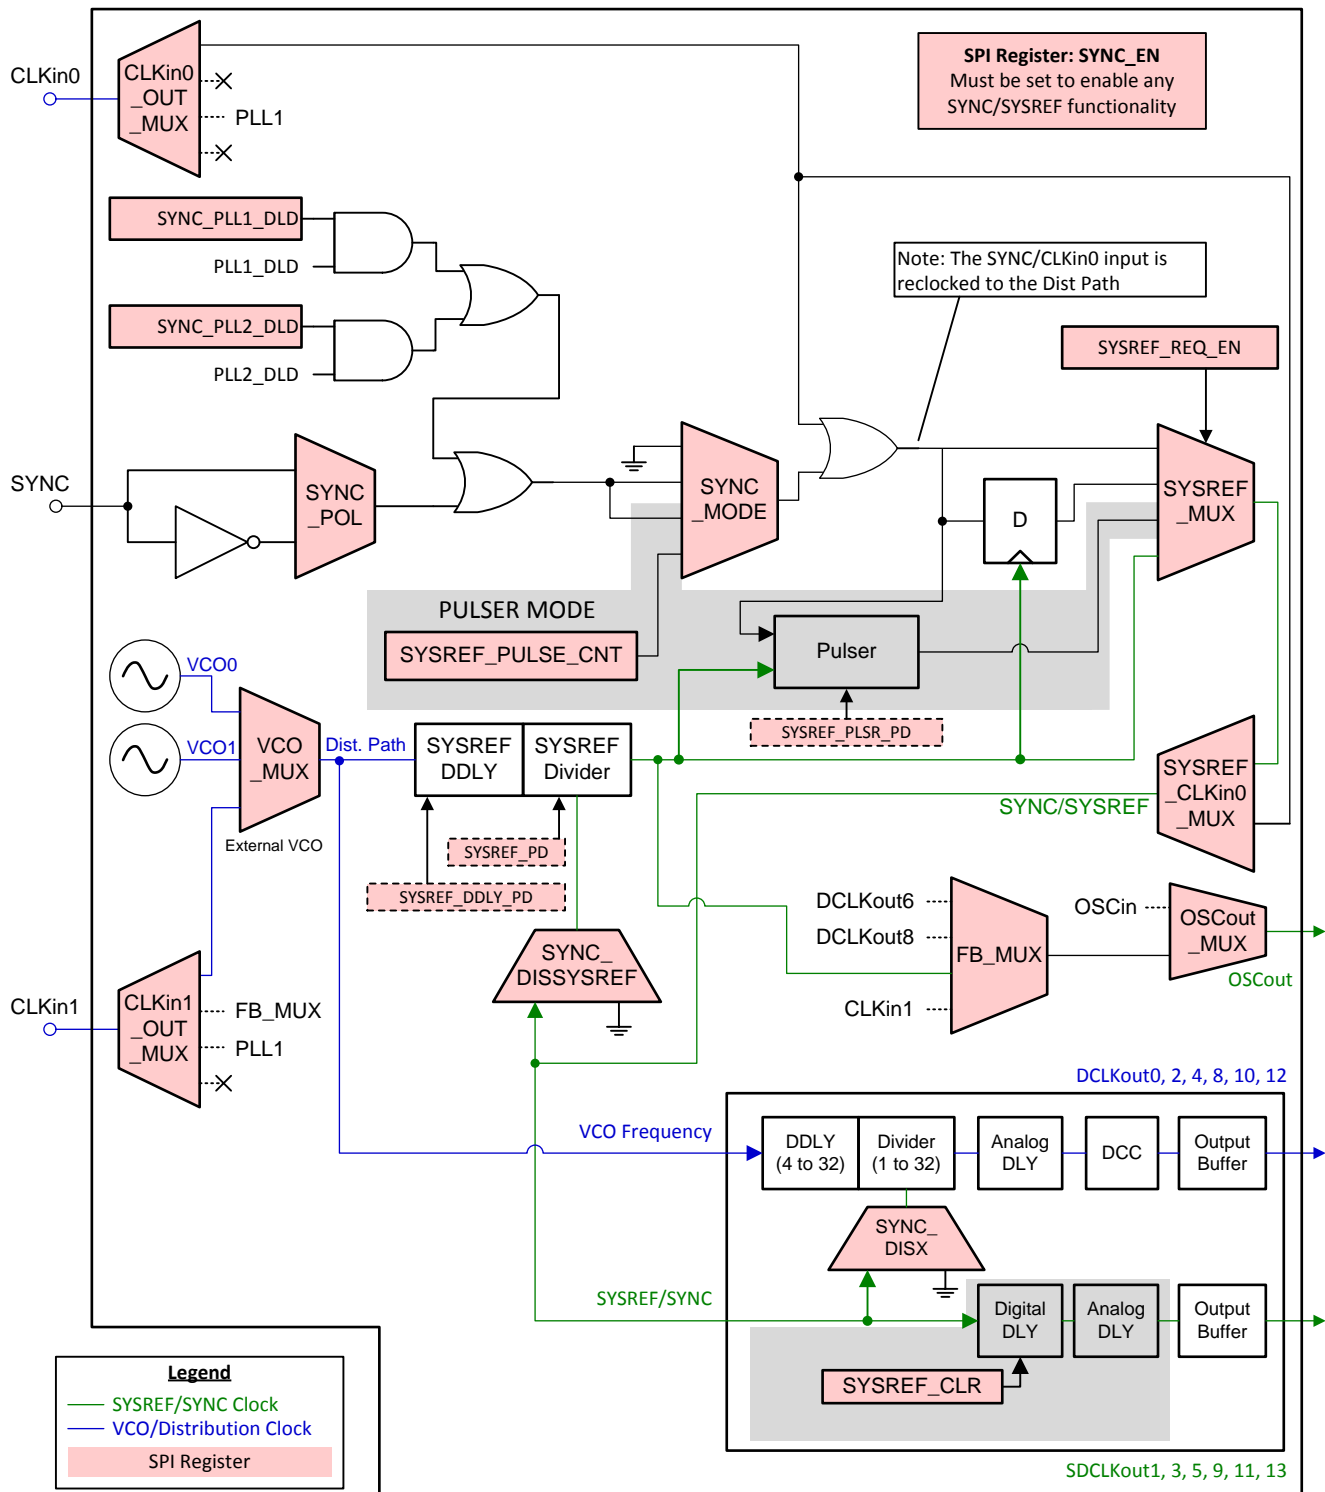 CLKin0
CLKin0
_OUT
_MUX
PLL1
SPI Register: SYNC_EN
Must be set to enable any
SYNC/SYSREF functionality
SYNC_PLL1_DLD
PLL1_DLD
SYNC_PLL2_DLD
PLL2_DLD
Note: The SYNC/CLKin0 input is
reclocked to the Dist Path
SYSREF_REQ_EN
SYNC
SYNC
_POL
SYNC
_MODE
D
SYSREF
_MUX
PULSER MODE
SYSREF_PULSE_CNT
Pulser
SYSREF_PLSR_PD
VCO0
VCO1
VCO
_MUX
External VCO
Dist. Path
SYSREF
DDLY
SYSREF
Divider
SYSREF_PD
SYSREF_DDLY_PD
SYNC/SYSREF
SYSREF
_CLKin0
_MUX
SYNC_
DISSYSREF
DCLKout6
DCLKout8
CLKin1
FB_MUX
OSCin
OSCout
_MUX
OSCout
CLKin1
CLKin1
_OUT
_MUX
FB_MUX
PLL1
DCLKout0, 2, 4, 8, 10, 12
VCO Frequency
DDLY
(4 to 32)
Divider
(1 to 32)
Analog
DLY
DCC
Output
Buffer
SYNC_
DISX
SYSREF/SYNC
Digital
DLY
Analog
DLY
Output
Buffer
SYSREF_CLR
SDCLKout1, 3, 5, 9, 11, 13
Legend
SYSREF/SYNC Clock
VCO/Distribution Clock
SPI Register